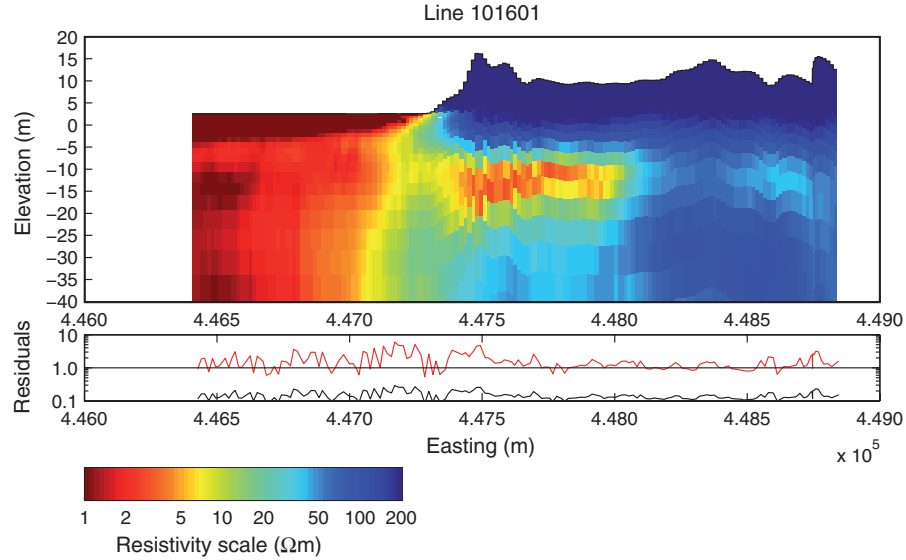 Line 101601
20
15
10
5
0
-5
-10
-15
-20
-25
-30
-35
-40
Elevation (m)
4.460 4.465 4.470 4.475 4.480 4.485 4.490
10
1.0
0.1
Residuals
4.460 4.465 4.470 4.475 4.480 4.485 4.490
Easting (m)
x 10^5
1 2 5 10 20 50 100 200
Resistivity scale (Ωm)